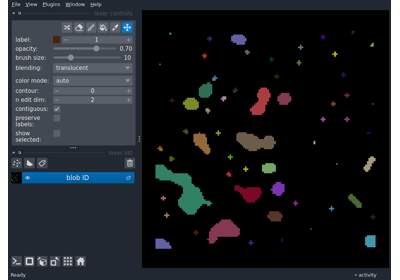 File View Plugins Window Help
layer controls
label: 1
opacity: 0.70
brush size: 10
blending: translucent
color mode: auto
contour: 0
n edit dim: 2
contiguous:
preserve
labels:
show
selected:
layer list
blob ID
Ready
activity